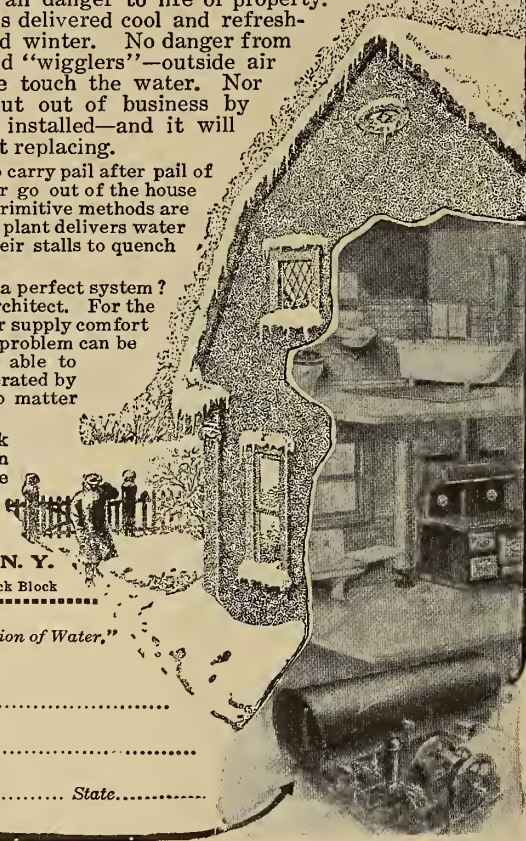 all danger to life or property.
s delivered cool and refresh-
d winter. No danger from
d "wigglers"—outside air
e touch the water. Nor
ut out of business by
installed—and it will
t replacing.
o carry pail after pail of
r go out of the house
rimitive methods are
plant delivers water
eir stalls to quench
a perfect system?
rchitect. For the
r supply comfort
problem can be
able to
erated by
o matter
k
n
e
N. Y.
ck Block
ion of Water,"
State